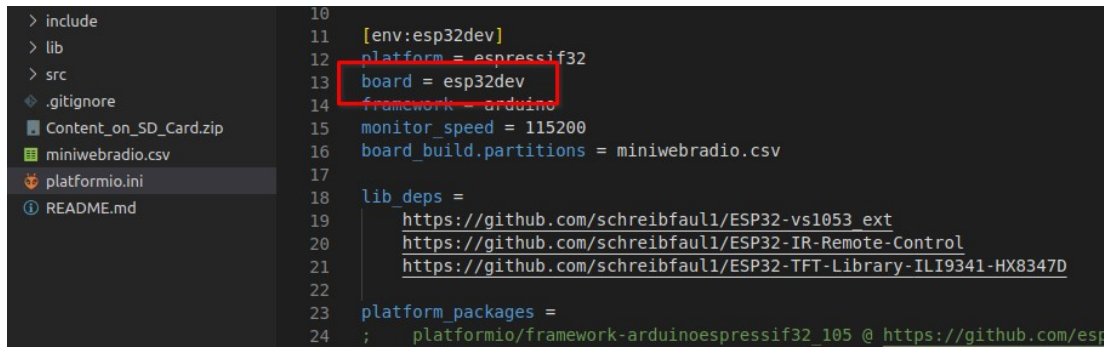 > include
> lib
> src
.gitignore
Content_on_SD_Card.zip
miniwebradio.csv
platformio.ini
README.md
10
11 [env:esp32dev]
12 platform = espressif32
13 board = esp32dev
14 framework = arduino
15 monitor_speed = 115200
16 board_build.partitions = miniwebradio.csv
17
18 lib_deps =
19 https://github.com/schreibfaul1/ESP32-vs1053_ext
20 https://github.com/schreibfaul1/ESP32-IR-Remote-Control
21 https://github.com/schreibfaul1/ESP32-TFT-Library-ILI9341-HX8347D
22
23 platform_packages =
24 ; platformio/framework-arduinoespressif32_105 @ https://github.com/esp